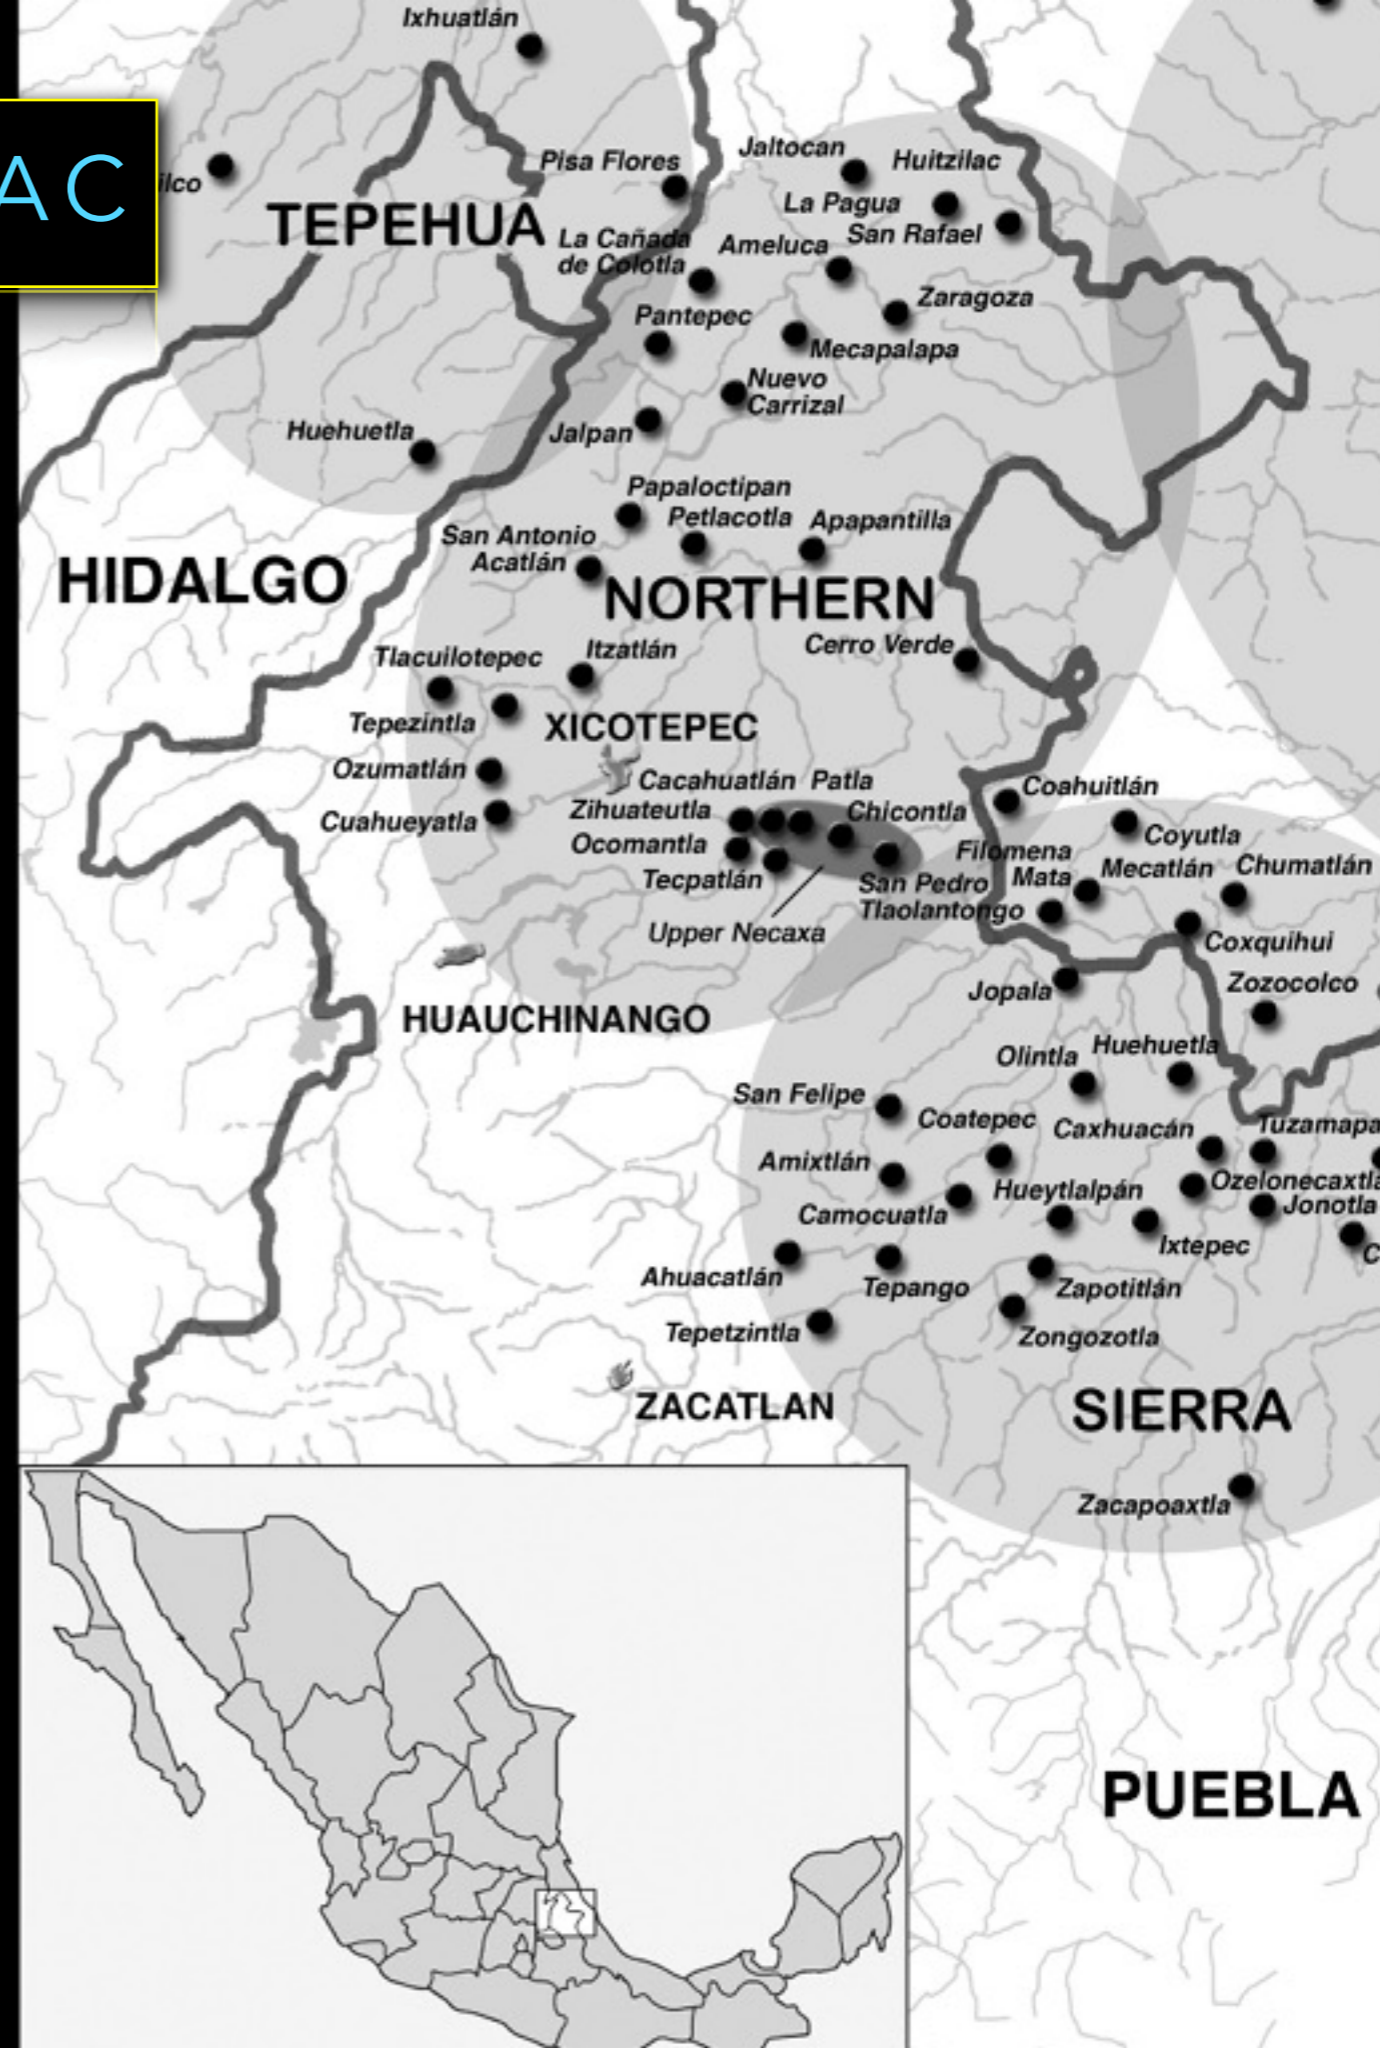 Ixhuatlán
AC
ilco
TEPEHUA
Pisa Flores
Jaltocan
Huitzilac
La Pagua
San Rafael
La Cañada
de Colotla
Ameluca
Zaragoza
Pantepec
Mecapalapa
Nuevo
Carrizal
Huehuetla
Jalpan
Papaloctipan
Petlacotla
Apapantilla
San Antonio
Acatlán
HIDALGO
NORTHERN
Cerro Verde
Itzatlán
Tlacuilotepec
Tepezintla
XICOTEPEC
Ozumatlán
Cacahuatlán
Patla
Coahuitlán
Zihuateutla
Chicontla
Cuahueyatla
Coyutla
Ocomantla
Filomena
Mata
Mecatlán
Chumatlán
Tecpatlán
San Pedro
Tlaolantongo
Upper Necaxa
Coxquihui
Jopala
Zozocolco
HUAUCHINANGO
Olintla
Huehuetla
San Felipe
Coatepec
Caxhuacán
Tuzamapa
Amixtlán
Hueytlalpán
Ozelonecaxtla
Jonotla
Camocuatla
Ixtepec
C
Ahuacatlán
Tepango
Zapotitlán
Tepetzintla
Zongozotla
ZACATLAN
SIERRA
Zacapoaxtla
PUEBLA